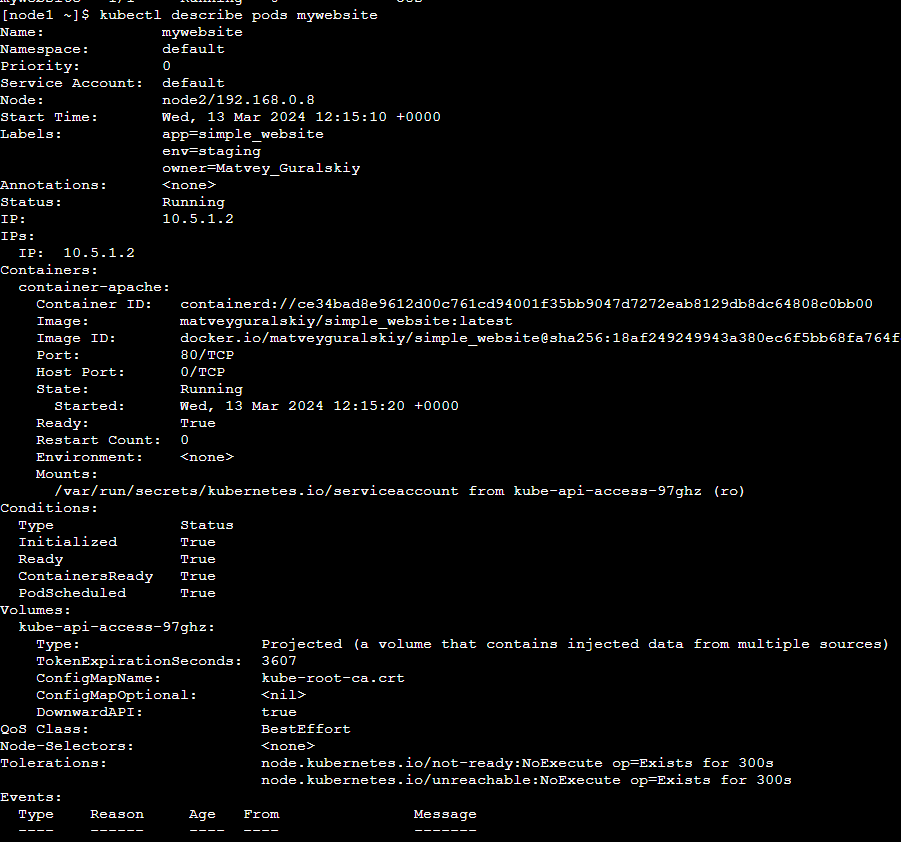 [node1 ~]$ kubectl describe pods mywebsite
Name:             mywebsite
Namespace:        default
Priority:         0
Service Account:  default
Node:             node2/192.168.0.8
Start Time:       Wed, 13 Mar 2024 12:15:10 +0000
Labels:           app=simple_website
                  env=staging
                  owner=Matvey_Guralskiy
Annotations:      <none>
Status:           Running
IP:               10.5.1.2
IPs:
  IP:  10.5.1.2
Containers:
  container-apache:
    Container ID:   containerd://ce34bad8e9612d00c761cd94001f35bb9047d7272eab8129db8dc64808c0bb00
    Image:          matveyguralskiy/simple_website:latest
    Image ID:       docker.io/matveyguralskiy/simple_website@sha256:18af249249943a380ec6f5bb68fa764f
    Port:           80/TCP
    Host Port:      0/TCP
    State:          Running
      Started:      Wed, 13 Mar 2024 12:15:20 +0000
    Ready:          True
    Restart Count:  0
    Environment:    <none>
    Mounts:
      /var/run/secrets/kubernetes.io/serviceaccount from kube-api-access-97ghz (ro)
Conditions:
  Type              Status
  Initialized       True
  Ready             True
  ContainersReady   True
  PodScheduled      True
Volumes:
  kube-api-access-97ghz:
    Type:                    Projected (a volume that contains injected data from multiple sources)
    TokenExpirationSeconds:  3607
    ConfigMapName:           kube-root-ca.crt
    ConfigMapOptional:       <nil>
    DownwardAPI:             true
QoS Class:                   BestEffort
Node-Selectors:              <none>
Tolerations:                 node.kubernetes.io/not-ready:NoExecute op=Exists for 300s
                             node.kubernetes.io/unreachable:NoExecute op=Exists for 300s
Events:
  Type    Reason     Age   From               Message
  ----    ------     ----  ----               -------